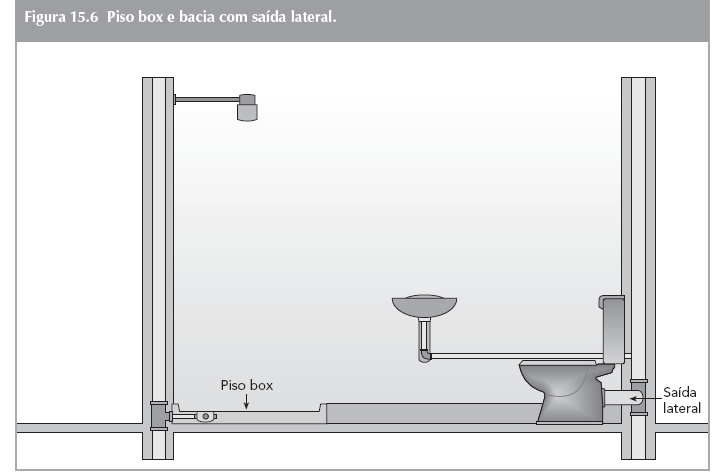 Figura 15.6 Piso box e bacia com saída lateral.
Piso box
Saída
lateral